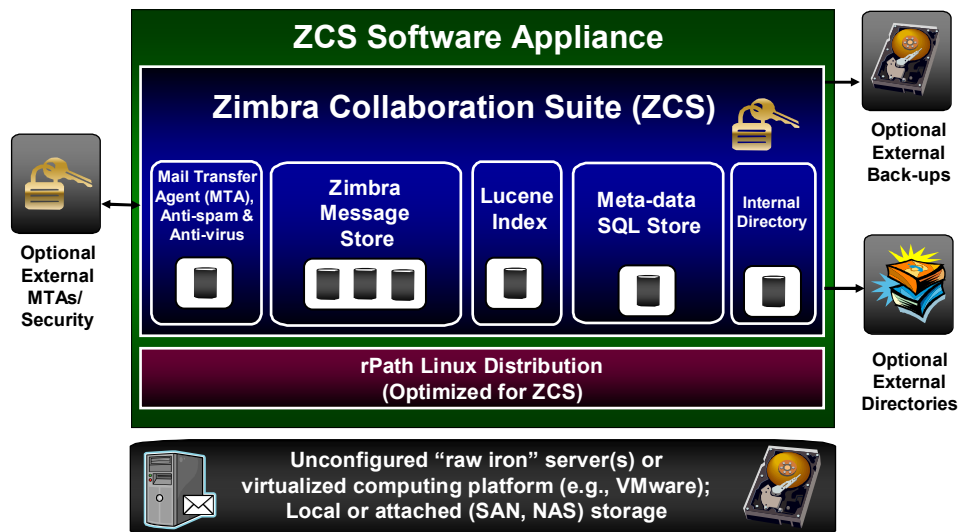 ZCS Software Appliance
Zimbra Collaboration Suite (ZCS)
Mail Transfer
Agent (MTA),
Anti-spam &
Anti-virus
Zimbra
Message
Store
Lucene
Index
Meta-data
SQL Store
Internal
Directory
rPath Linux Distribution
(Optimized for ZCS)
Unconfigured “raw iron” server(s) or
virtualized computing platform (e.g., VMware);
Local or attached (SAN, NAS) storage
Optional
External
MTAs/
Security
Optional
External
Back-ups
Optional
External
Directories